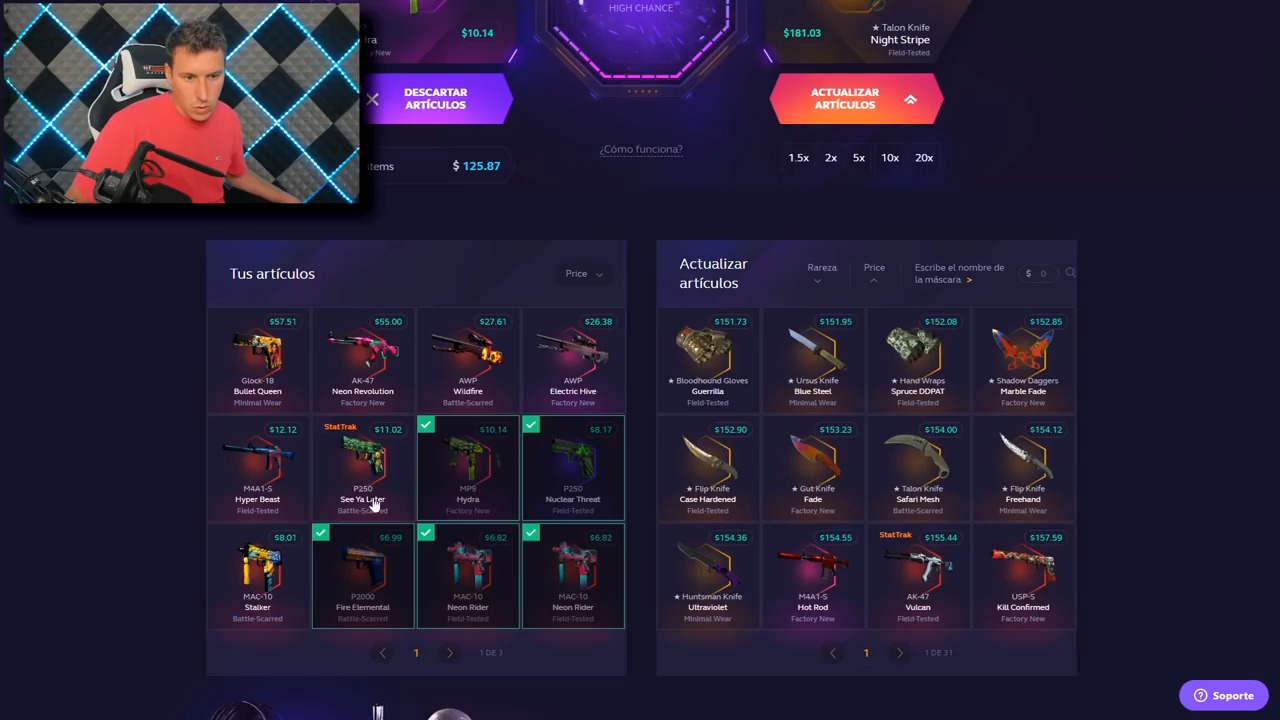 HIGH CHANCE
$10.14
$181.03
★ Talon Knife
Night Stripe
Field-Tested
DESCARTAR
ARTÍCULOS
ACTUALIZAR
ARTÍCULOS
¿Cómo funciona?
$ 125.87
1.5x 2x 5x 10x 20x
Tus artículos
Price
Actualizar
artículos
Rareza
Price
Escribe el nombre de
la máscara >
$ 0
$57.51
Glock-18
Bullet Queen
Minimal Wear
$55.00
AK-47
Neon Revolution
Factory New
$27.61
AWP
Wildfire
Battle-Scarred
$26.38
AWP
Electric Hive
Factory New
$12.12
M4A1-S
Hyper Beast
Field-Tested
StatTrak
$11.02
P250
See Ya Later
Battle-Scarred
$10.14
MP9
Hydra
Factory New
$8.17
P250
Nuclear Threat
Field-Tested
$8.01
MAC-10
Stalker
Battle-Scarred
$6.99
P2000
Fire Elemental
Battle-Scarred
$6.82
MAC-10
Neon Rider
Field-Tested
$6.82
MAC-10
Neon Rider
Field-Tested
1
1 DE 3
$151.73
★ Bloodhound Gloves
Guerrilla
Field-Tested
$151.95
★ Ursus Knife
Blue Steel
Minimal Wear
$152.08
★ Hand Wraps
Spruce DDPAT
Field-Tested
$152.85
★ Shadow Daggers
Marble Fade
Factory New
$152.90
★ Flip Knife
Case Hardened
Field-Tested
$153.23
★ Gut Knife
Fade
Factory New
$154.00
★ Talon Knife
Safari Mesh
Battle-Scarred
$154.12
★ Flip Knife
Freehand
Minimal Wear
$154.36
★ Huntsman Knife
Ultraviolet
Minimal Wear
$154.55
M4A1-S
Hot Rod
Factory New
StatTrak
$155.44
AK-47
Vulcan
Field-Tested
$157.59
USP-S
Kill Confirmed
Factory New
1
1 DE 31
Soporte